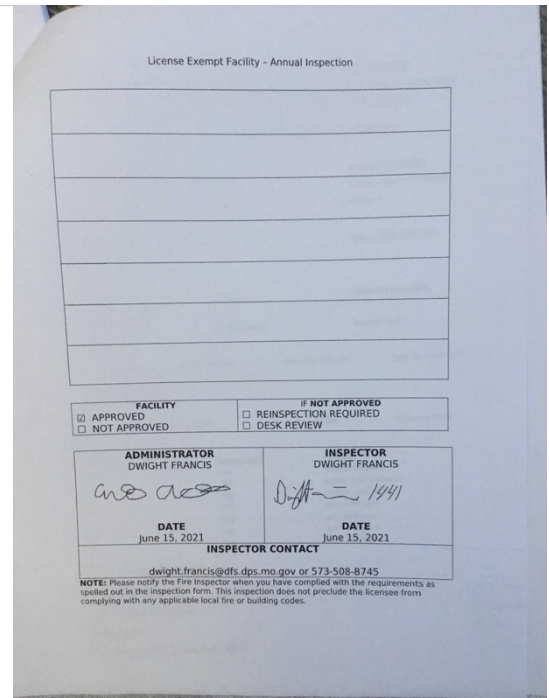 License Exempt Facility - Annual Inspection
FACILITY
☑ APPROVED
☐ NOT APPROVED
IF NOT APPROVED
☐ REINSPECTION REQUIRED
☐ DESK REVIEW
ADMINISTRATOR
DWIGHT FRANCIS
DATE
June 15, 2021
INSPECTOR
DWIGHT FRANCIS
1441
DATE
June 15, 2021
INSPECTOR CONTACT
dwight.francis@dfs.dps.mo.gov or 573-508-8745
NOTE: Please notify the Fire Inspector when you have complied with the requirements as
spelled out in the inspection form. This inspection does not preclude the licensee from
complying with any applicable local fire or building codes.